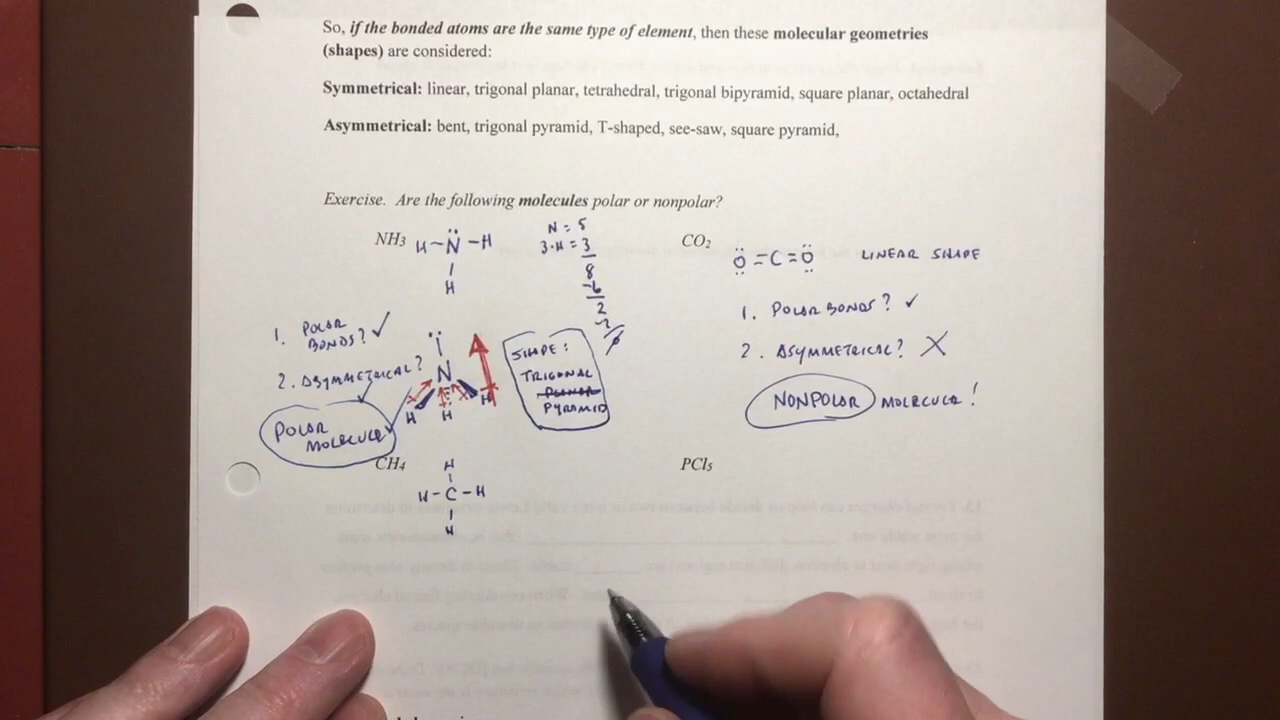 So, if the bonded atoms are the same type of element, then these molecular geometries
(shapes) are considered:
Symmetrical: linear, trigonal planar, tetrahedral, trigonal bipyramid, square planar, octahedral
Asymmetrical: bent, trigonal pyramid, T-shaped, see-saw, square pyramid,
Exercise. Are the following molecules polar or nonpolar?
NH3
H-N-H
H
N = 5
3·H = 3
8
-6
2
-2
0
1. POLAR
BONDS? ✓
2. ASYMMETRICAL? ✓
POLAR
MOLECULE
N
H H H
SHAPE:
TRIGONAL
PLANAR
PYRAMID
CO2
O=C=O LINEAR SHAPE
1. POLAR BONDS? ✓
2. ASYMMETRICAL? X
NONPOLAR MOLECULE!
CH4
H
H-C-H
H
PCl5